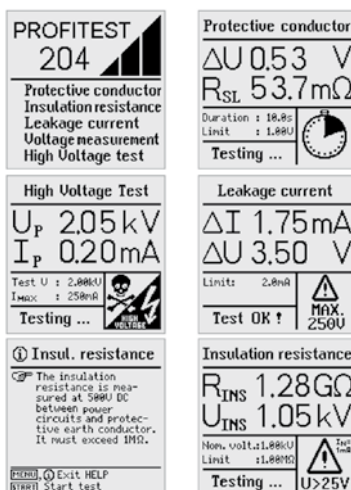 PROFITEST
204
Protective conductor
Insulation resistance
Leakage current
Voltage measurement
High Voltage test
Protective conductor
ΔU 0.53 V
RSL 53.7mΩ
Duration : 10.0s
Limit : 1.00U
Testing ...
High Voltage Test
UP 2.05kV
IP 0.20mA
Test U : 2.00kU
IMAX : 250mA
Testing ...
HIGH
VOLTAGE
Leakage current
ΔI 1.75mA
ΔU 3.50 V
Limit: 2.0mA
Test OK !
MAX.
250V
Insul. resistance
The insulation
resistance is mea-
sured at 500U DC
between power
circuits and protec-
tive earth conductor.
It must exceed 1MΩ.
MENU, Exit HELP
START Start test
Insulation resistance
RINS 1.28GΩ
UINS 1.05kV
Nom. volt.:1.00kU
Limit :1.00MΩ
Testing ...
U>25V